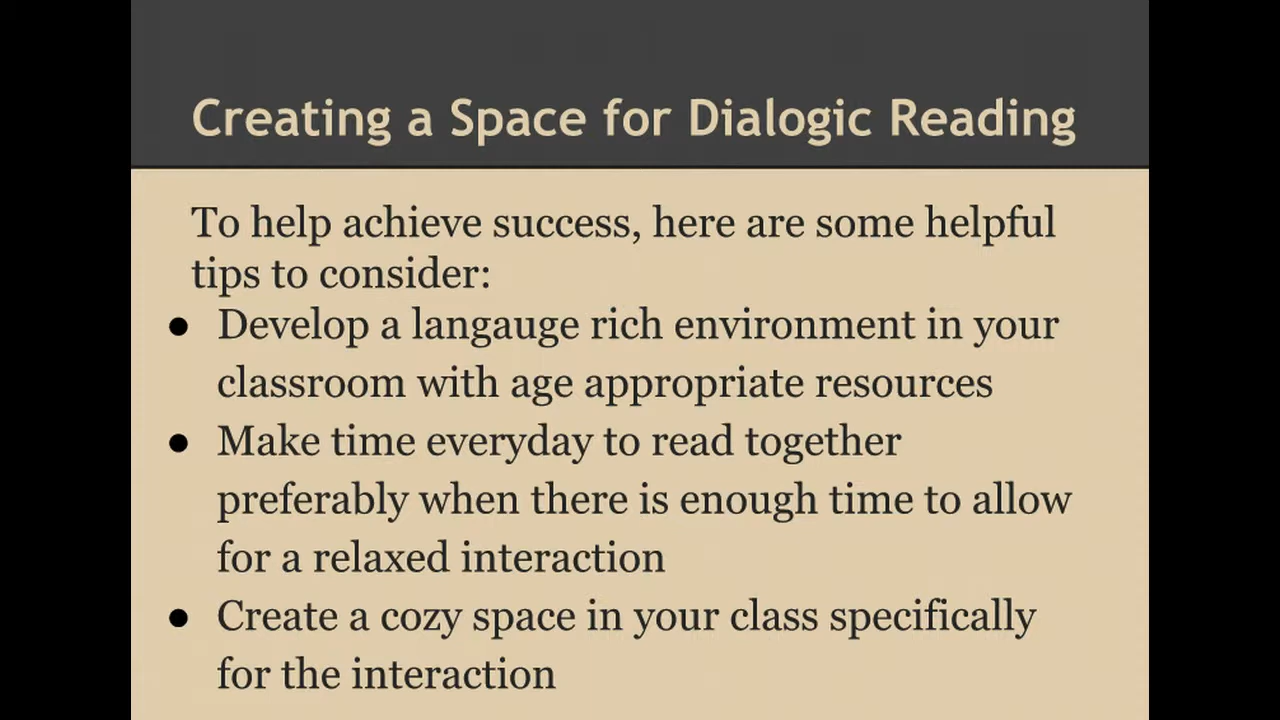 Creating a Space for Dialogic Reading
To help achieve success, here are some helpful
tips to consider:
● Develop a langauge rich environment in your
classroom with age appropriate resources
● Make time everyday to read together
preferably when there is enough time to allow
for a relaxed interaction
● Create a cozy space in your class specifically
for the interaction